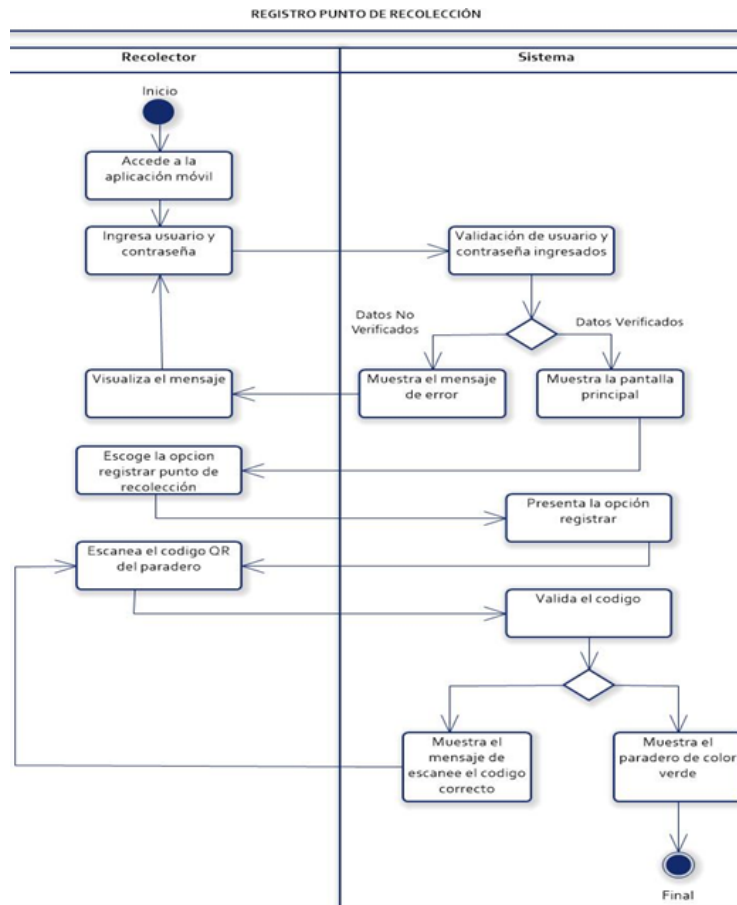 REGISTRO PUNTO DE RECOLECCIÓN
Recolector
Sistema
Inicio
Accede a la
aplicación móvil
Ingresa usuario y
contraseña
Validación de usuario y
contraseña ingresados
Datos No
Verificados
Datos Verificados
Visualiza el mensaje
Muestra el mensaje
de error
Muestra la pantalla
principal
Escoge la opcion
registrar punto de
recolección
Presenta la opción
registrar
Escanea el codigo QR
del paradero
Valida el codigo
Muestra el
mensaje de
escanee el codigo
correcto
Muestra el
paradero de color
verde
Final